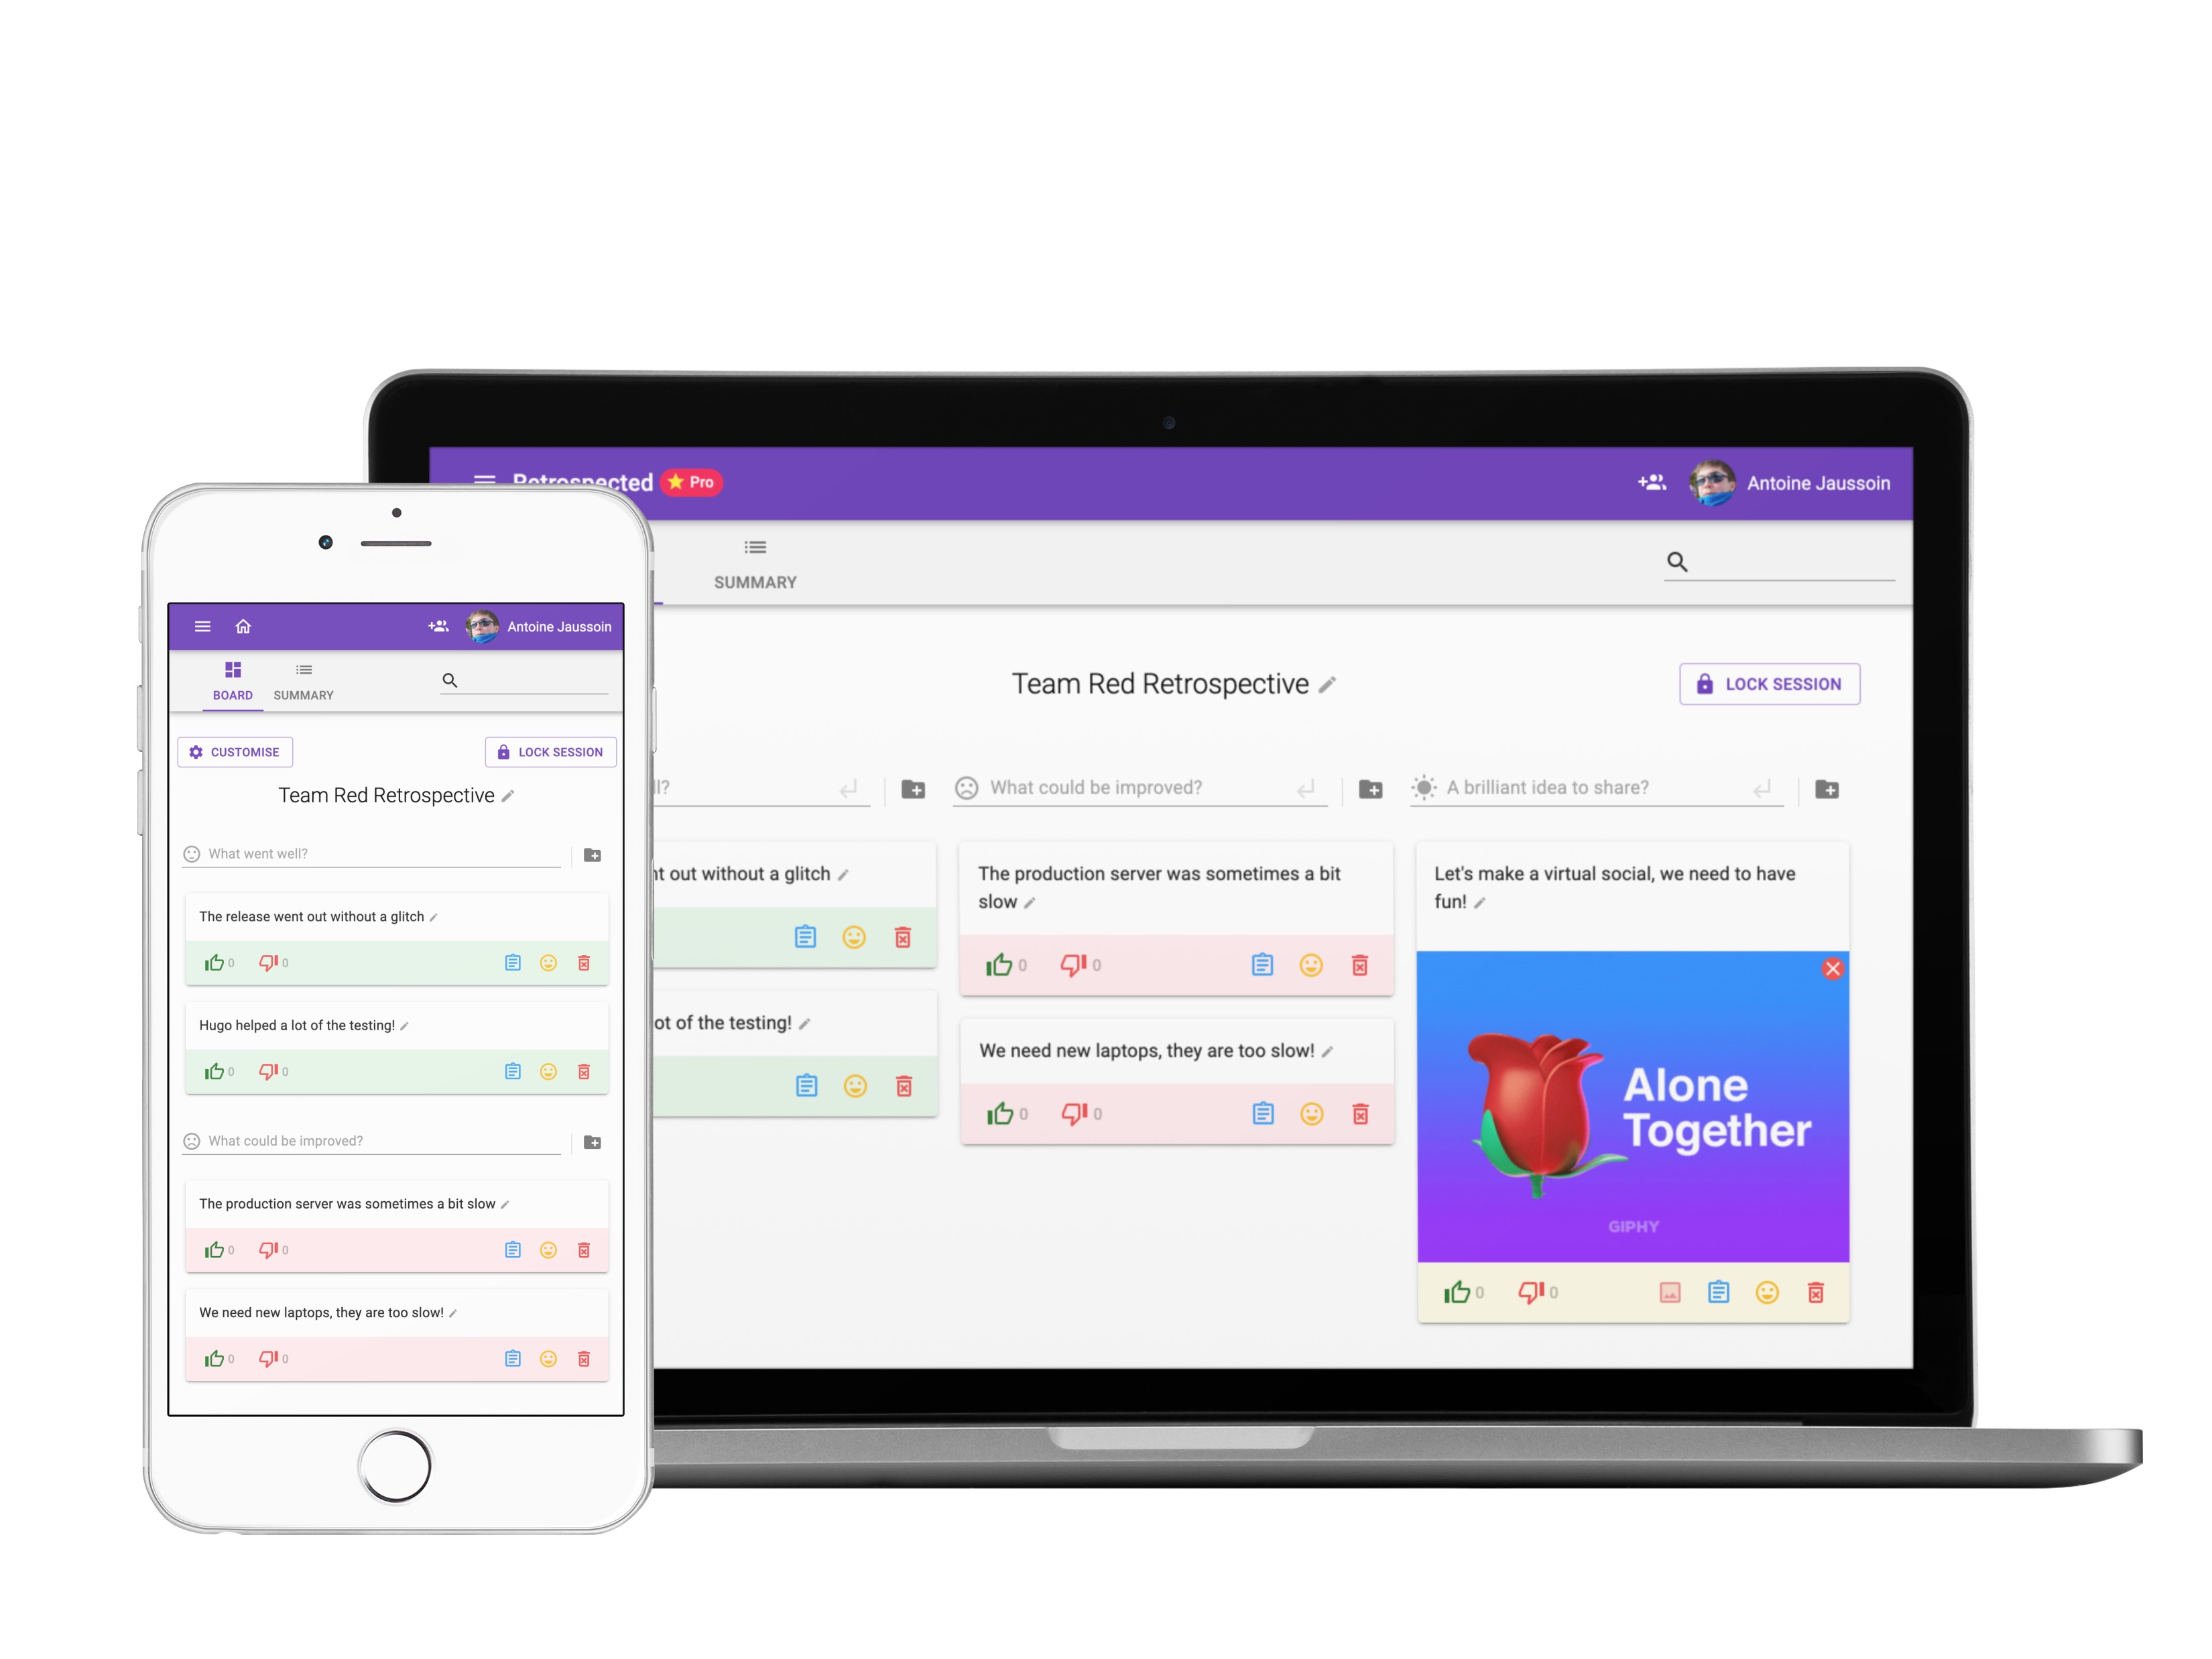 Retrospected
Pro
Antoine Jaussoin
SUMMARY
Team Red Retrospective
LOCK SESSION
ll?
What could be improved?
A brilliant idea to share?
nt out without a glitch
ot of the testing!
The production server was sometimes a bit
slow
0 0
We need new laptops, they are too slow!
0 0
Let's make a virtual social, we need to have
fun!
Alone
Together
GIPHY
0 0
Antoine Jaussoin
BOARD SUMMARY
CUSTOMISE LOCK SESSION
Team Red Retrospective
What went well?
The release went out without a glitch
0 0
Hugo helped a lot of the testing!
0 0
What could be improved?
The production server was sometimes a bit slow
0 0
We need new laptops, they are too slow!
0 0